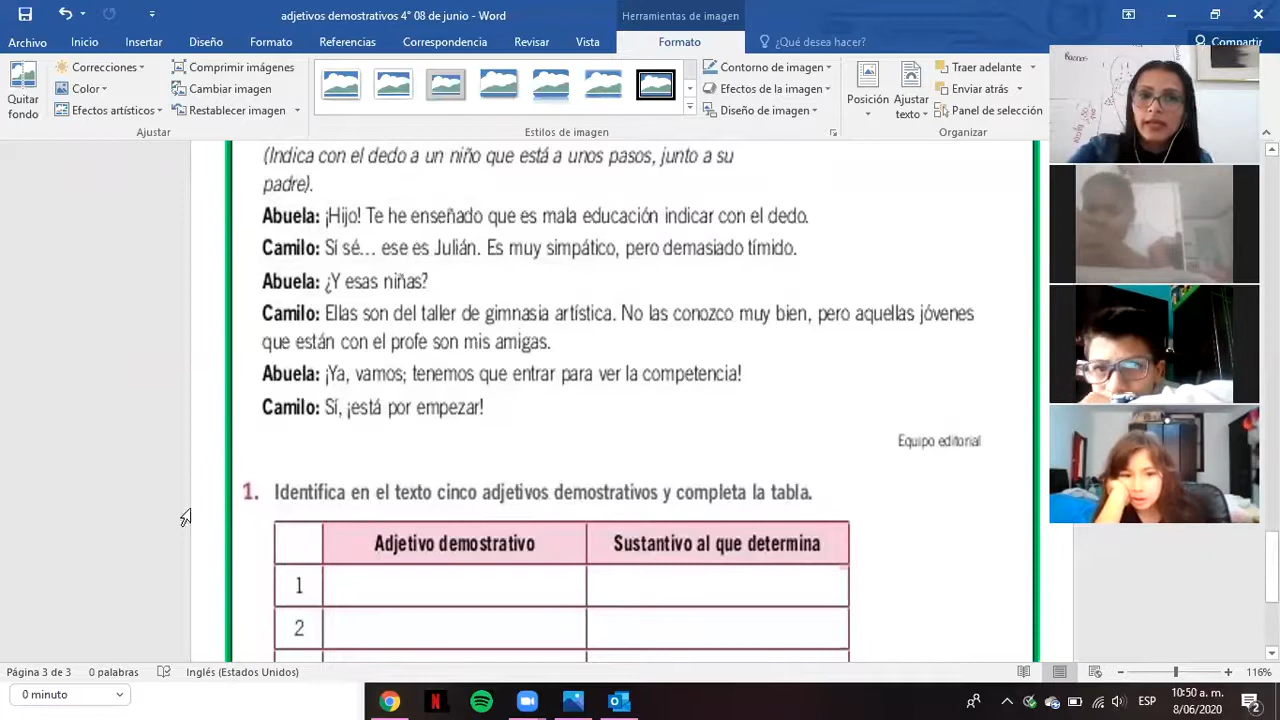 adjetivos demostrativos 4° 08 de junio - Word
Herramientas de imagen
Archivo Inicio Insertar Diseño Formato Referencias Correspondencia Revisar Vista Formato ¿Qué desea hacer? Compartir
Quitar fondo
Correcciones
Color
Efectos artísticos
Comprimir imágenes
Cambiar imagen
Restablecer imagen
Ajustar
Estilos de imagen
Contorno de imagen
Efectos de la imagen
Diseño de imagen
Posición
Ajustar texto
Traer adelante
Enviar atrás
Panel de selección
Organizar
(Indica con el dedo a un niño que está a unos pasos, junto a su
padre).
Abuela: ¡Hijo! Te he enseñado que es mala educación indicar con el dedo.
Camilo: Sí sé... ese es Julián. Es muy simpático, pero demasiado tímido.
Abuela: ¿Y esas niñas?
Camilo: Ellas son del taller de gimnasia artística. No las conozco muy bien, pero aquellas jóvenes
que están con el profe son mis amigas.
Abuela: ¡Ya, vamos; tenemos que entrar para ver la competencia!
Camilo: Sí, ¡está por empezar!
Equipo editorial
1. Identifica en el texto cinco adjetivos demostrativos y completa la tabla.
Adjetivo demostrativo Sustantivo al que determina
1
2
Página 3 de 3 0 palabras Inglés (Estados Unidos) 116%
0 minuto
ESP
10:50 a. m.
8/06/2020
2